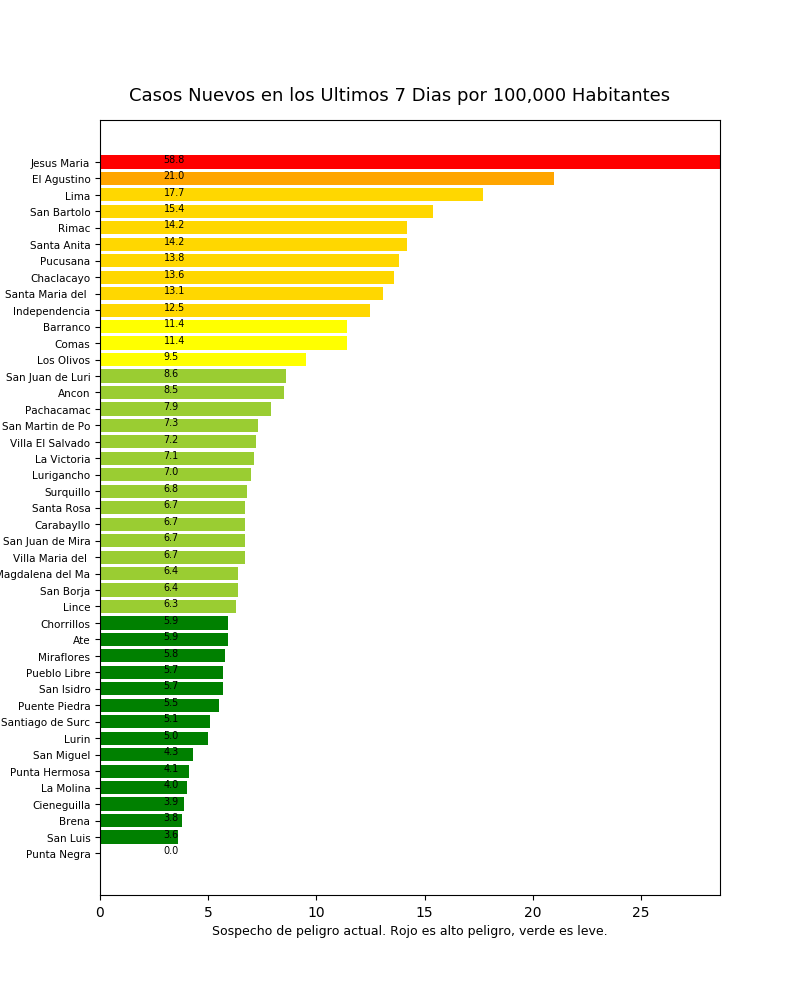 Casos Nuevos en los Ultimos 7 Dias por 100,000 Habitantes
Jesus Maria 58.8
El Agustino 21.0
Lima 17.7
San Bartolo 15.4
Rimac 14.2
Santa Anita 14.2
Pucusana 13.8
Chaclacayo 13.6
Santa Maria del 13.1
Independencia 12.5
Barranco 11.4
Comas 11.4
Los Olivos 9.5
San Juan de Luri 8.6
Ancon 8.5
Pachacamac 7.9
San Martin de Po 7.3
Villa El Salvado 7.2
La Victoria 7.1
Lurigancho 7.0
Surquillo 6.8
Santa Rosa 6.7
Carabayllo 6.7
San Juan de Mira 6.7
Villa Maria del 6.7
Magdalena del Ma 6.4
San Borja 6.4
Lince 6.3
Chorrillos 5.9
Ate 5.9
Miraflores 5.8
Pueblo Libre 5.7
San Isidro 5.7
Puente Piedra 5.5
Santiago de Surc 5.1
Lurin 5.0
San Miguel 4.3
Punta Hermosa 4.1
La Molina 4.0
Cieneguilla 3.9
Brena 3.8
San Luis 3.6
Punta Negra 0.0
0 5 10 15 20 25
Sospecho de peligro actual. Rojo es alto peligro, verde es leve.